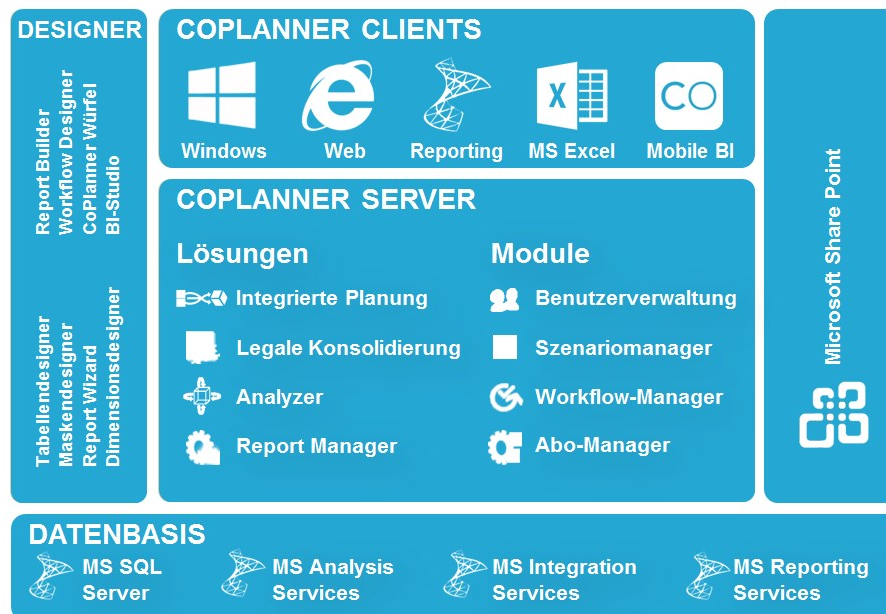 DESIGNER
Report Builder
Workflow Designer
CoPlanner Würfel
BI-Studio
Tabellendesigner
Maskendesigner
Report Wizard
Dimensionsdesigner
COPLANNER CLIENTS
X
CO
Windows
Web
Reporting
MS Excel
Mobile BI
COPLANNER SERVER
Lösungen
Integrierte Planung
Legale Konsolidierung
Analyzer
Report Manager
Module
Benutzerverwaltung
Szenariomanager
Workflow-Manager
Abo-Manager
Microsoft Share Point
DATENBASIS
MS SQL
Server
MS Analysis
Services
MS Integration
Services
MS Reporting
Services